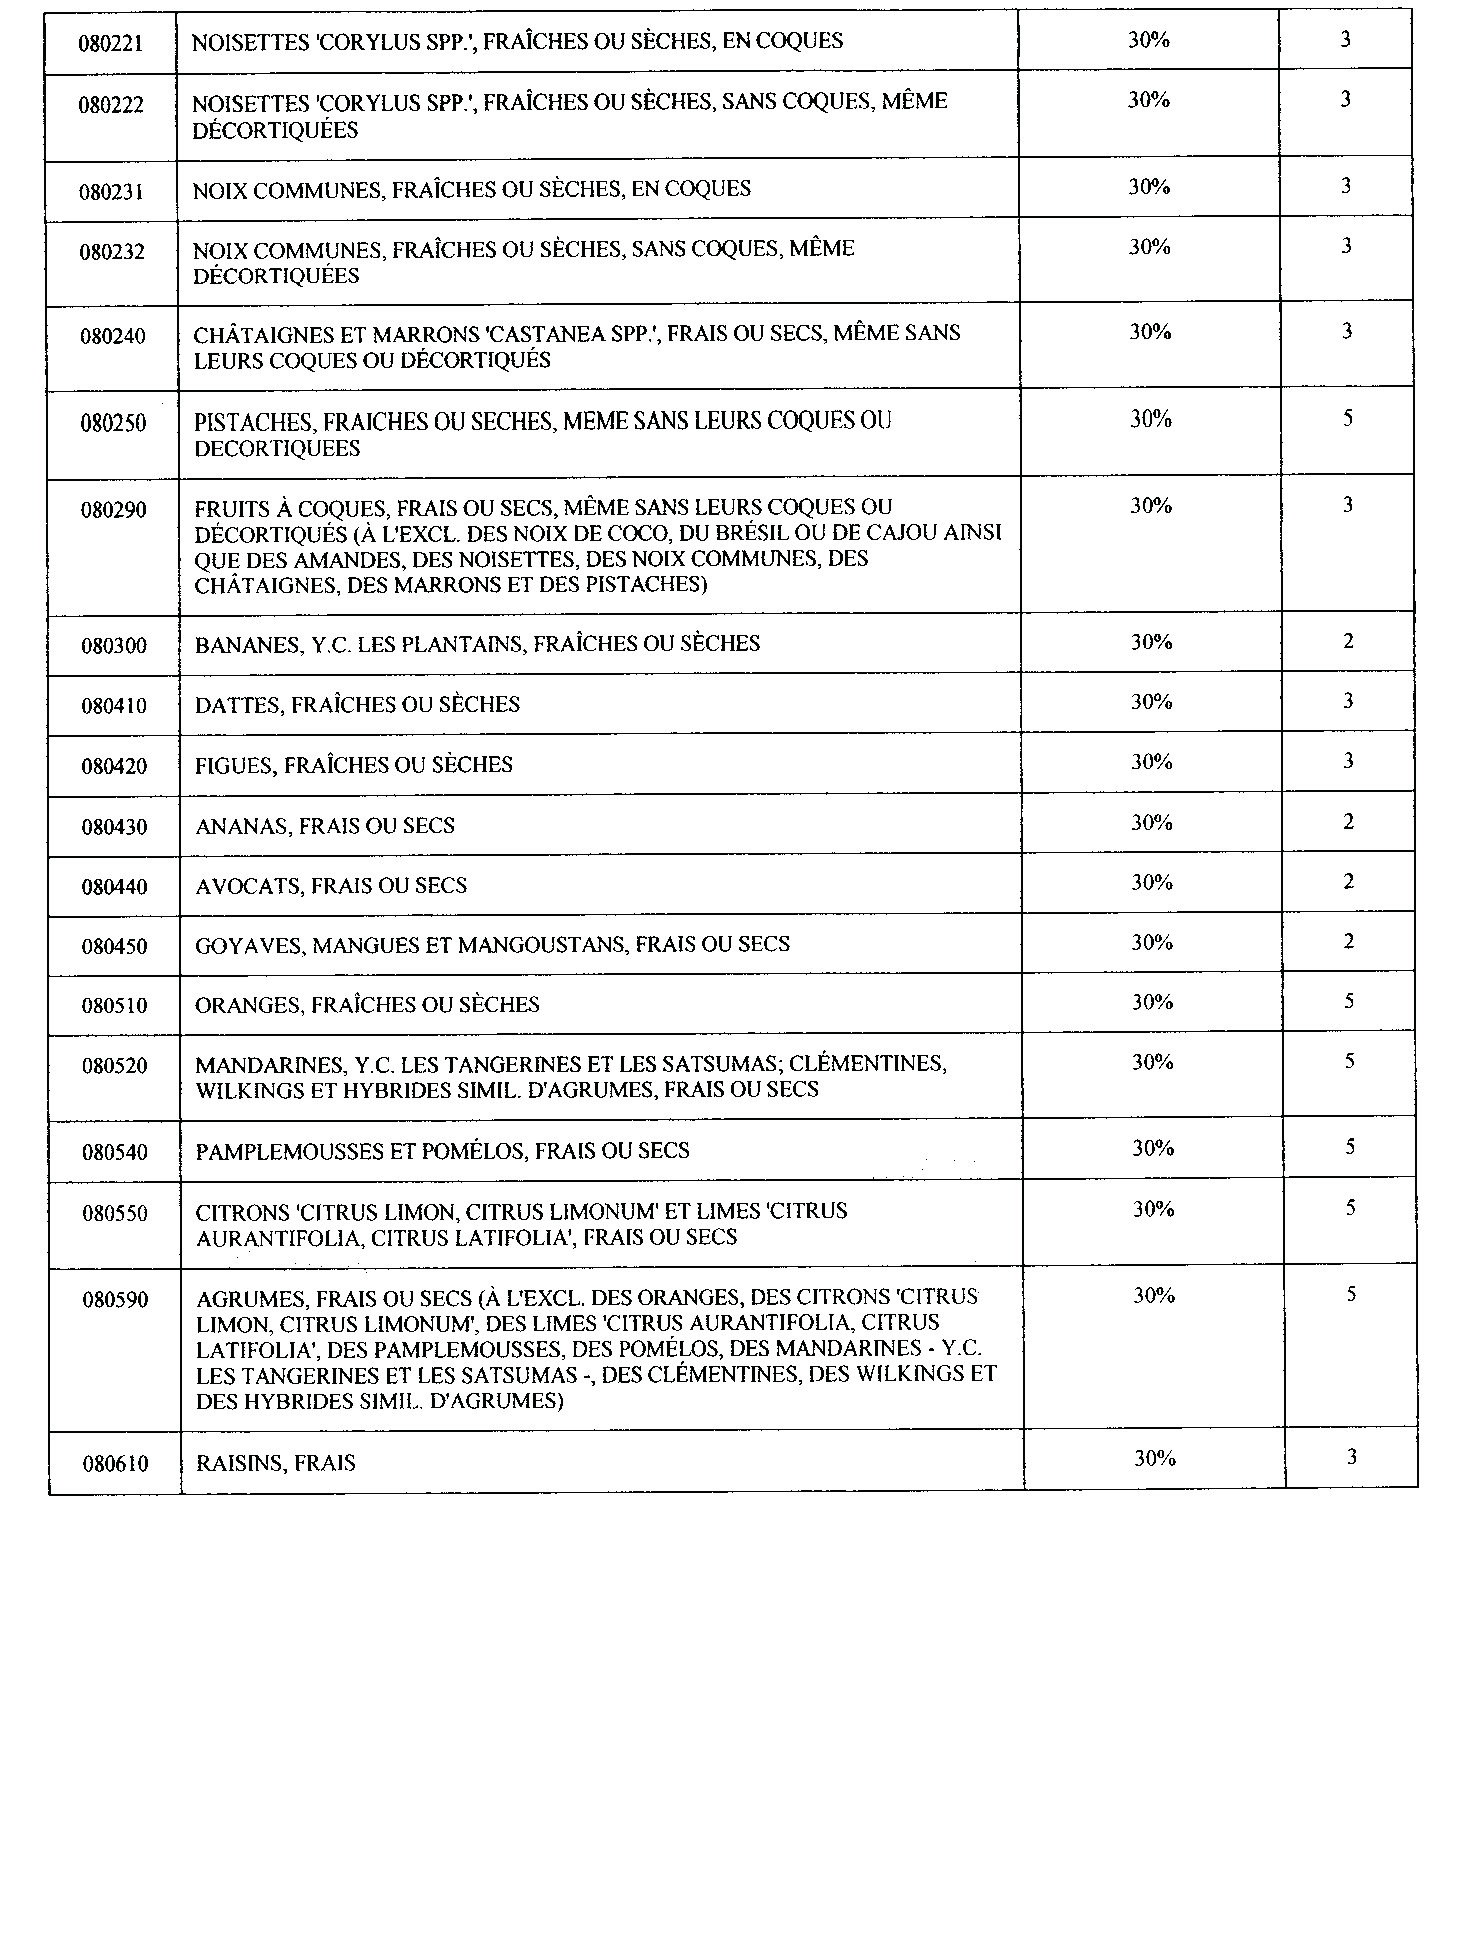 080221 NOISETTES 'CORYLUS SPP.', FRAÎCHES OU SÈCHES, EN COQUES 30% 3
080222 NOISETTES 'CORYLUS SPP.', FRAÎCHES OU SÈCHES, SANS COQUES, MÊME 30% 3
DÉCORTIQUÉES
080231 NOIX COMMUNES, FRAÎCHES OU SÈCHES, EN COQUES 30% 3
080232 NOIX COMMUNES, FRAÎCHES OU SÈCHES, SANS COQUES, MÊME 30% 3
DÉCORTIQUÉES
080240 CHÂTAIGNES ET MARRONS 'CASTANEA SPP.', FRAIS OU SECS, MÊME SANS 30% 3
LEURS COQUES OU DÉCORTIQUÉS
080250 PISTACHES, FRAICHES OU SECHES, MEME SANS LEURS COQUES OU 30% 5
DECORTIQUEES
080290 FRUITS À COQUES, FRAIS OU SECS, MÊME SANS LEURS COQUES OU 30% 3
DÉCORTIQUÉS (À L'EXCL. DES NOIX DE COCO, DU BRÉSIL OU DE CAJOU AINSI
QUE DES AMANDES, DES NOISETTES, DES NOIX COMMUNES, DES
CHÂTAIGNES, DES MARRONS ET DES PISTACHES)
080300 BANANES, Y.C. LES PLANTAINS, FRAÎCHES OU SÈCHES 30% 2
080410 DATTES, FRAÎCHES OU SÈCHES 30% 3
080420 FIGUES, FRAÎCHES OU SÈCHES 30% 3
080430 ANANAS, FRAIS OU SECS 30% 2
080440 AVOCATS, FRAIS OU SECS 30% 2
080450 GOYAVES, MANGUES ET MANGOUSTANS, FRAIS OU SECS 30% 2
080510 ORANGES, FRAÎCHES OU SÈCHES 30% 5
080520 MANDARINES, Y.C. LES TANGERINES ET LES SATSUMAS; CLÉMENTINES, 30% 5
WILKINGS ET HYBRIDES SIMIL. D'AGRUMES, FRAIS OU SECS
080540 PAMPLEMOUSSES ET POMÉLOS, FRAIS OU SECS 30% 5
080550 CITRONS 'CITRUS LIMON, CITRUS LIMONUM' ET LIMES 'CITRUS 30% 5
AURANTIFOLIA, CITRUS LATIFOLIA', FRAIS OU SECS
080590 AGRUMES, FRAIS OU SECS (À L'EXCL. DES ORANGES, DES CITRONS 'CITRUS 30% 5
LIMON, CITRUS LIMONUM', DES LIMES 'CITRUS AURANTIFOLIA, CITRUS
LATIFOLIA', DES PAMPLEMOUSSES, DES POMÉLOS, DES MANDARINES - Y.C.
LES TANGERINES ET LES SATSUMAS -, DES CLÉMENTINES, DES WILKINGS ET
DES HYBRIDES SIMIL. D'AGRUMES)
080610 RAISINS, FRAIS 30% 3